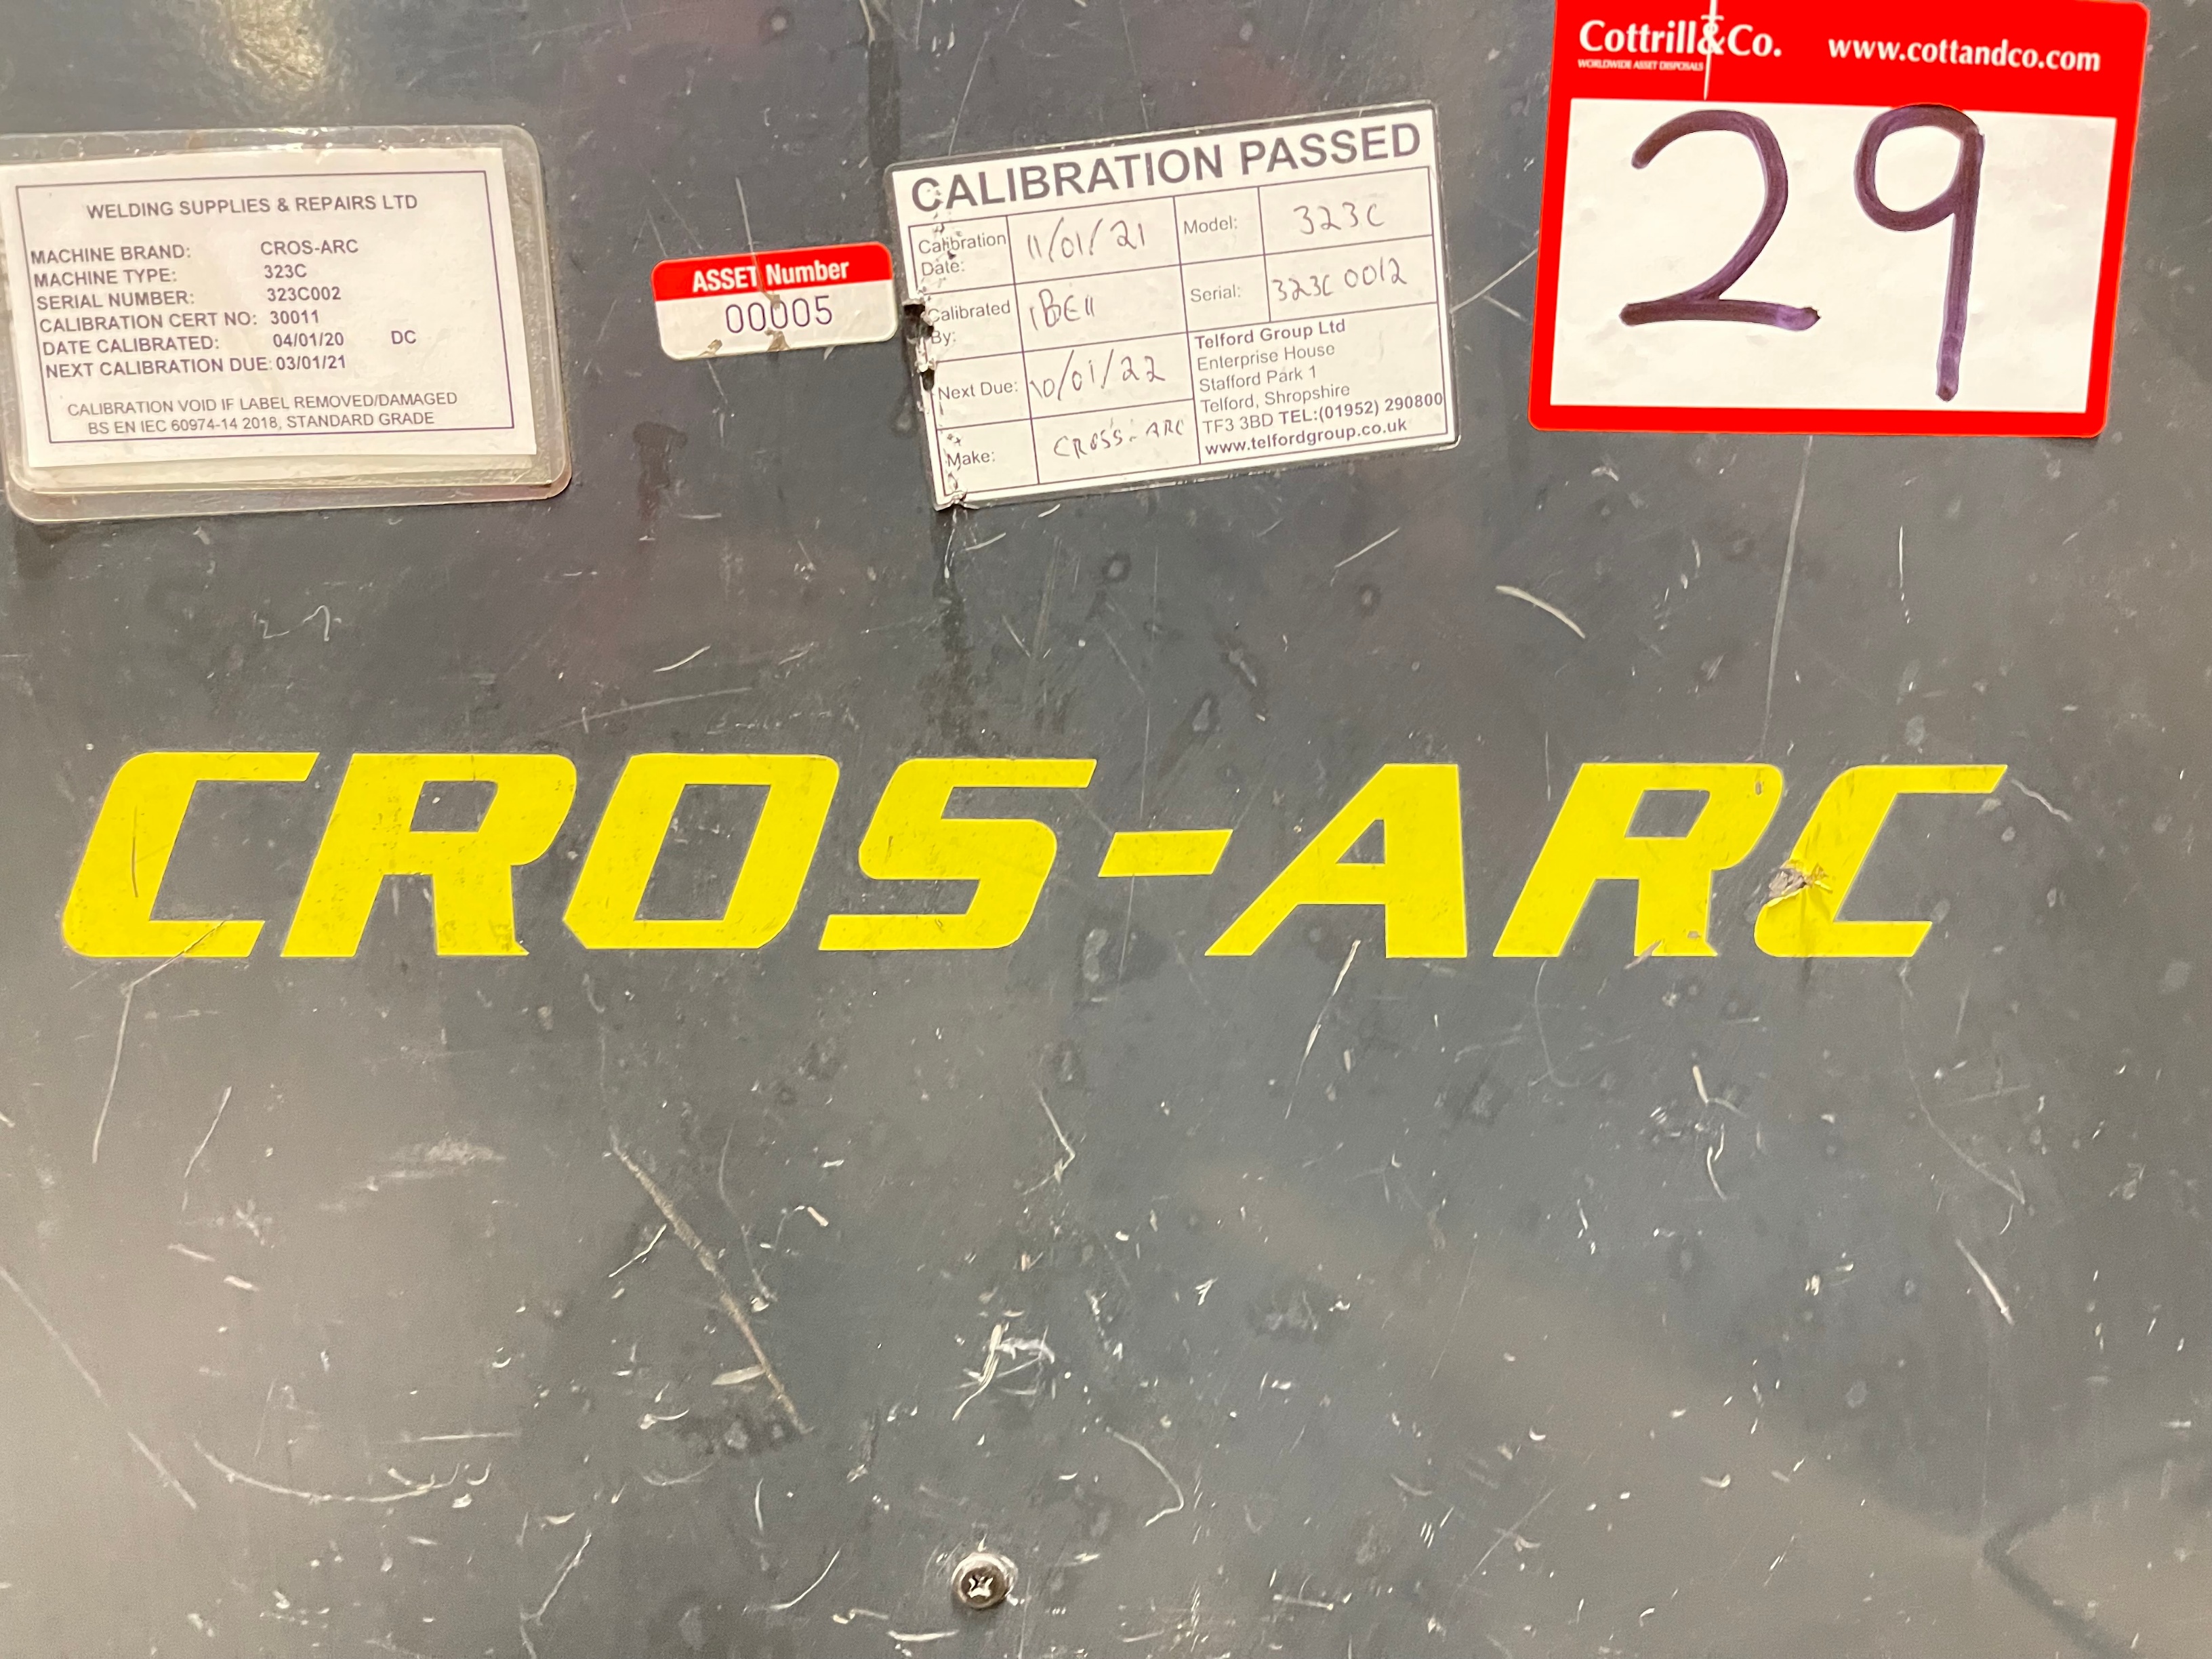 WELDING SUPPLIES & REPAIRS LTD
MACHINE BRAND: CROS-ARC
MACHINE TYPE: 323C
SERIAL NUMBER: 323C002
CALIBRATION CERT NO: 30011
DATE CALIBRATED: 04/01/20 DC
NEXT CALIBRATION DUE: 03/01/21
CALIBRATION VOID IF LABEL REMOVED/DAMAGED
BS EN IEC 60974-14 2018, STANDARD GRADE
ASSET Number
00005
CALIBRATION PASSED
Calibration Date: 11/01/21
Model: 323C
Calibrated By:
Serial: 323C 0012
Next Due: 10/01/22
Make: CROSS-ARC
Telford Group Ltd
Enterprise House
Stafford Park 1
Telford, Shropshire
TF3 3BD TEL:(01952) 290800
www.telfordgroup.co.uk
Cottrill&Co. www.cottandco.com
WORLDWIDE ASSET DISPOSALS
29
CROS-ARC